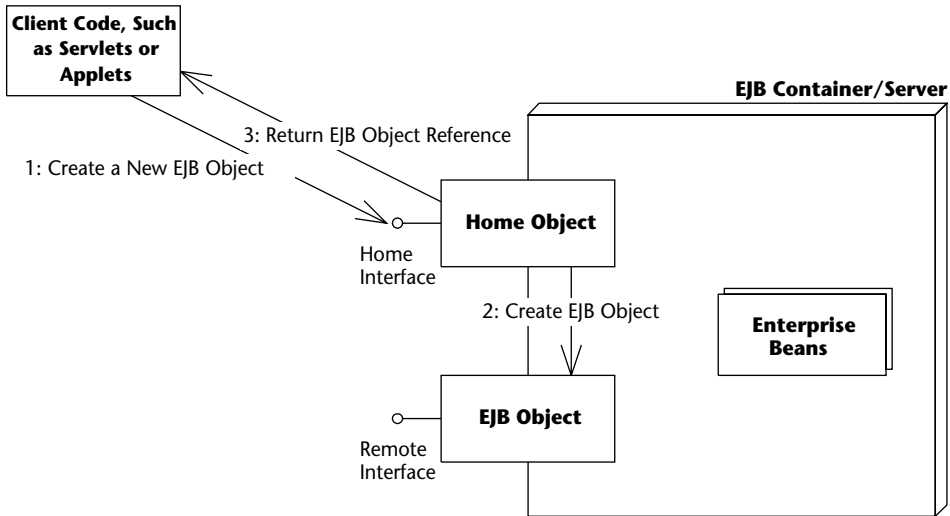 Client Code, Such
as Servlets or
Applets
EJB Container/Server
3: Return EJB Object Reference
1: Create a New EJB Object
Home Object
Home
Interface
2: Create EJB Object
Enterprise
Beans
EJB Object
Remote
Interface